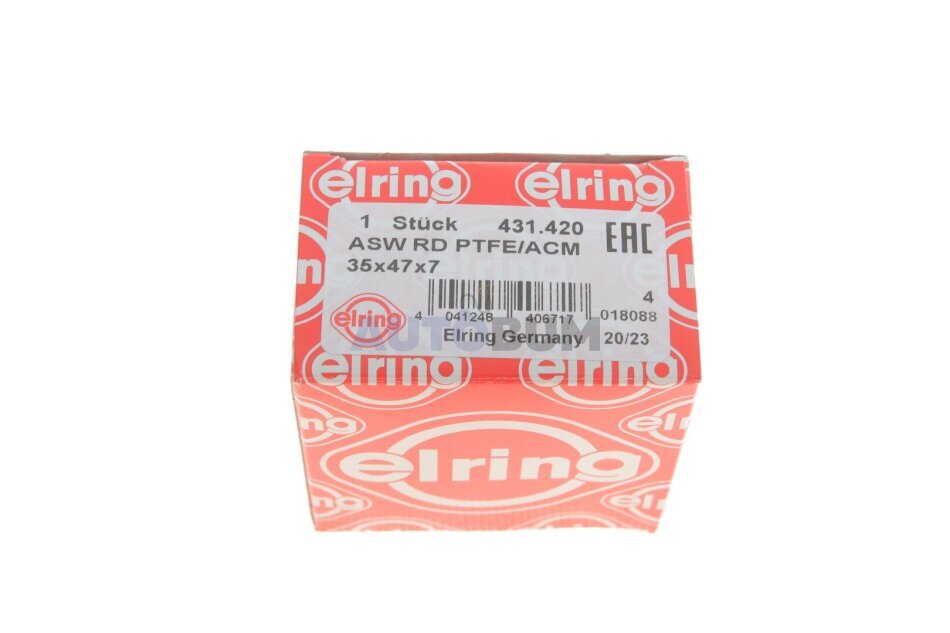 elring elring
1 Stück 431.420 EAC
ASW RD PTFE/ACM
35x47x7
elring
4 041248 406717
4
018088
AUTOBUM
Elring Germany 20/23
elring elring
elring